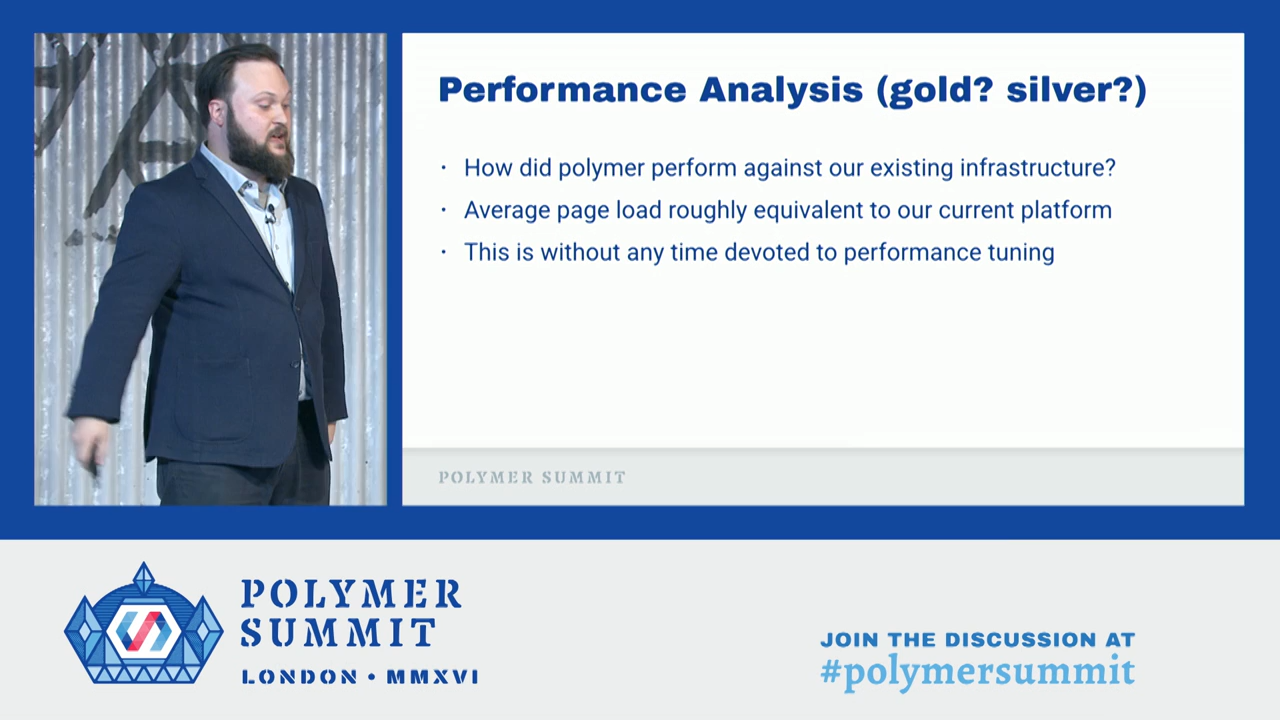 Performance Analysis (gold? silver?)
· How did polymer perform against our existing infrastructure?
· Average page load roughly equivalent to our current platform
· This is without any time devoted to performance tuning
POLYMER SUMMIT
POLYMER
SUMMIT
LONDON • MMXVI
JOIN THE DISCUSSION AT
#polymersummit